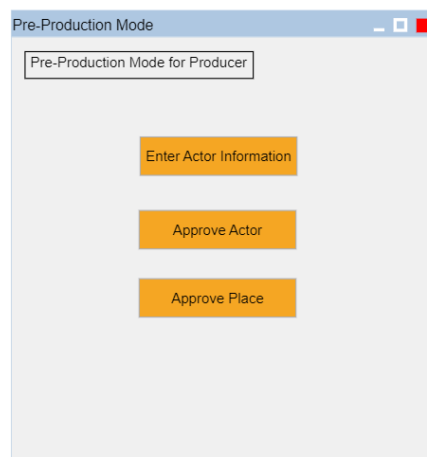 Pre-Production Mode
Pre-Production Mode for Producer
Enter Actor Information
Approve Actor
Approve Place